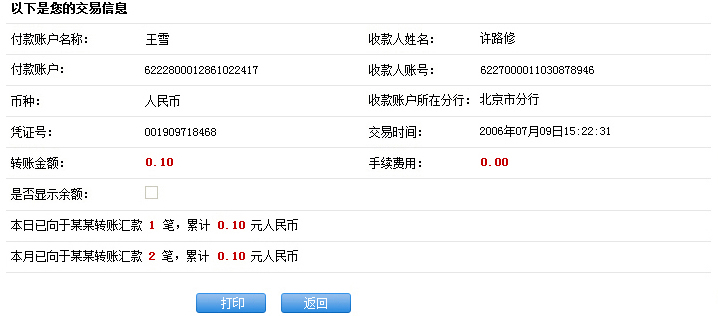 以下是您的交易信息
付款账户名称： 王雪 收款人姓名： 许路修
付款账户： 6222800012861022417 收款人账号： 6227000011030878946
币种： 人民币 收款账户所在分行： 北京市分行
凭证号： 001909718468 交易时间： 2006年07月09日15:22:31
转账金额： 0.10 手续费用： 0.00
是否显示余额：
本日已向于某某转账汇款 1 笔，累计 0.10 元人民币
本月已向于某某转账汇款 2 笔，累计 0.10 元人民币
打印 返回